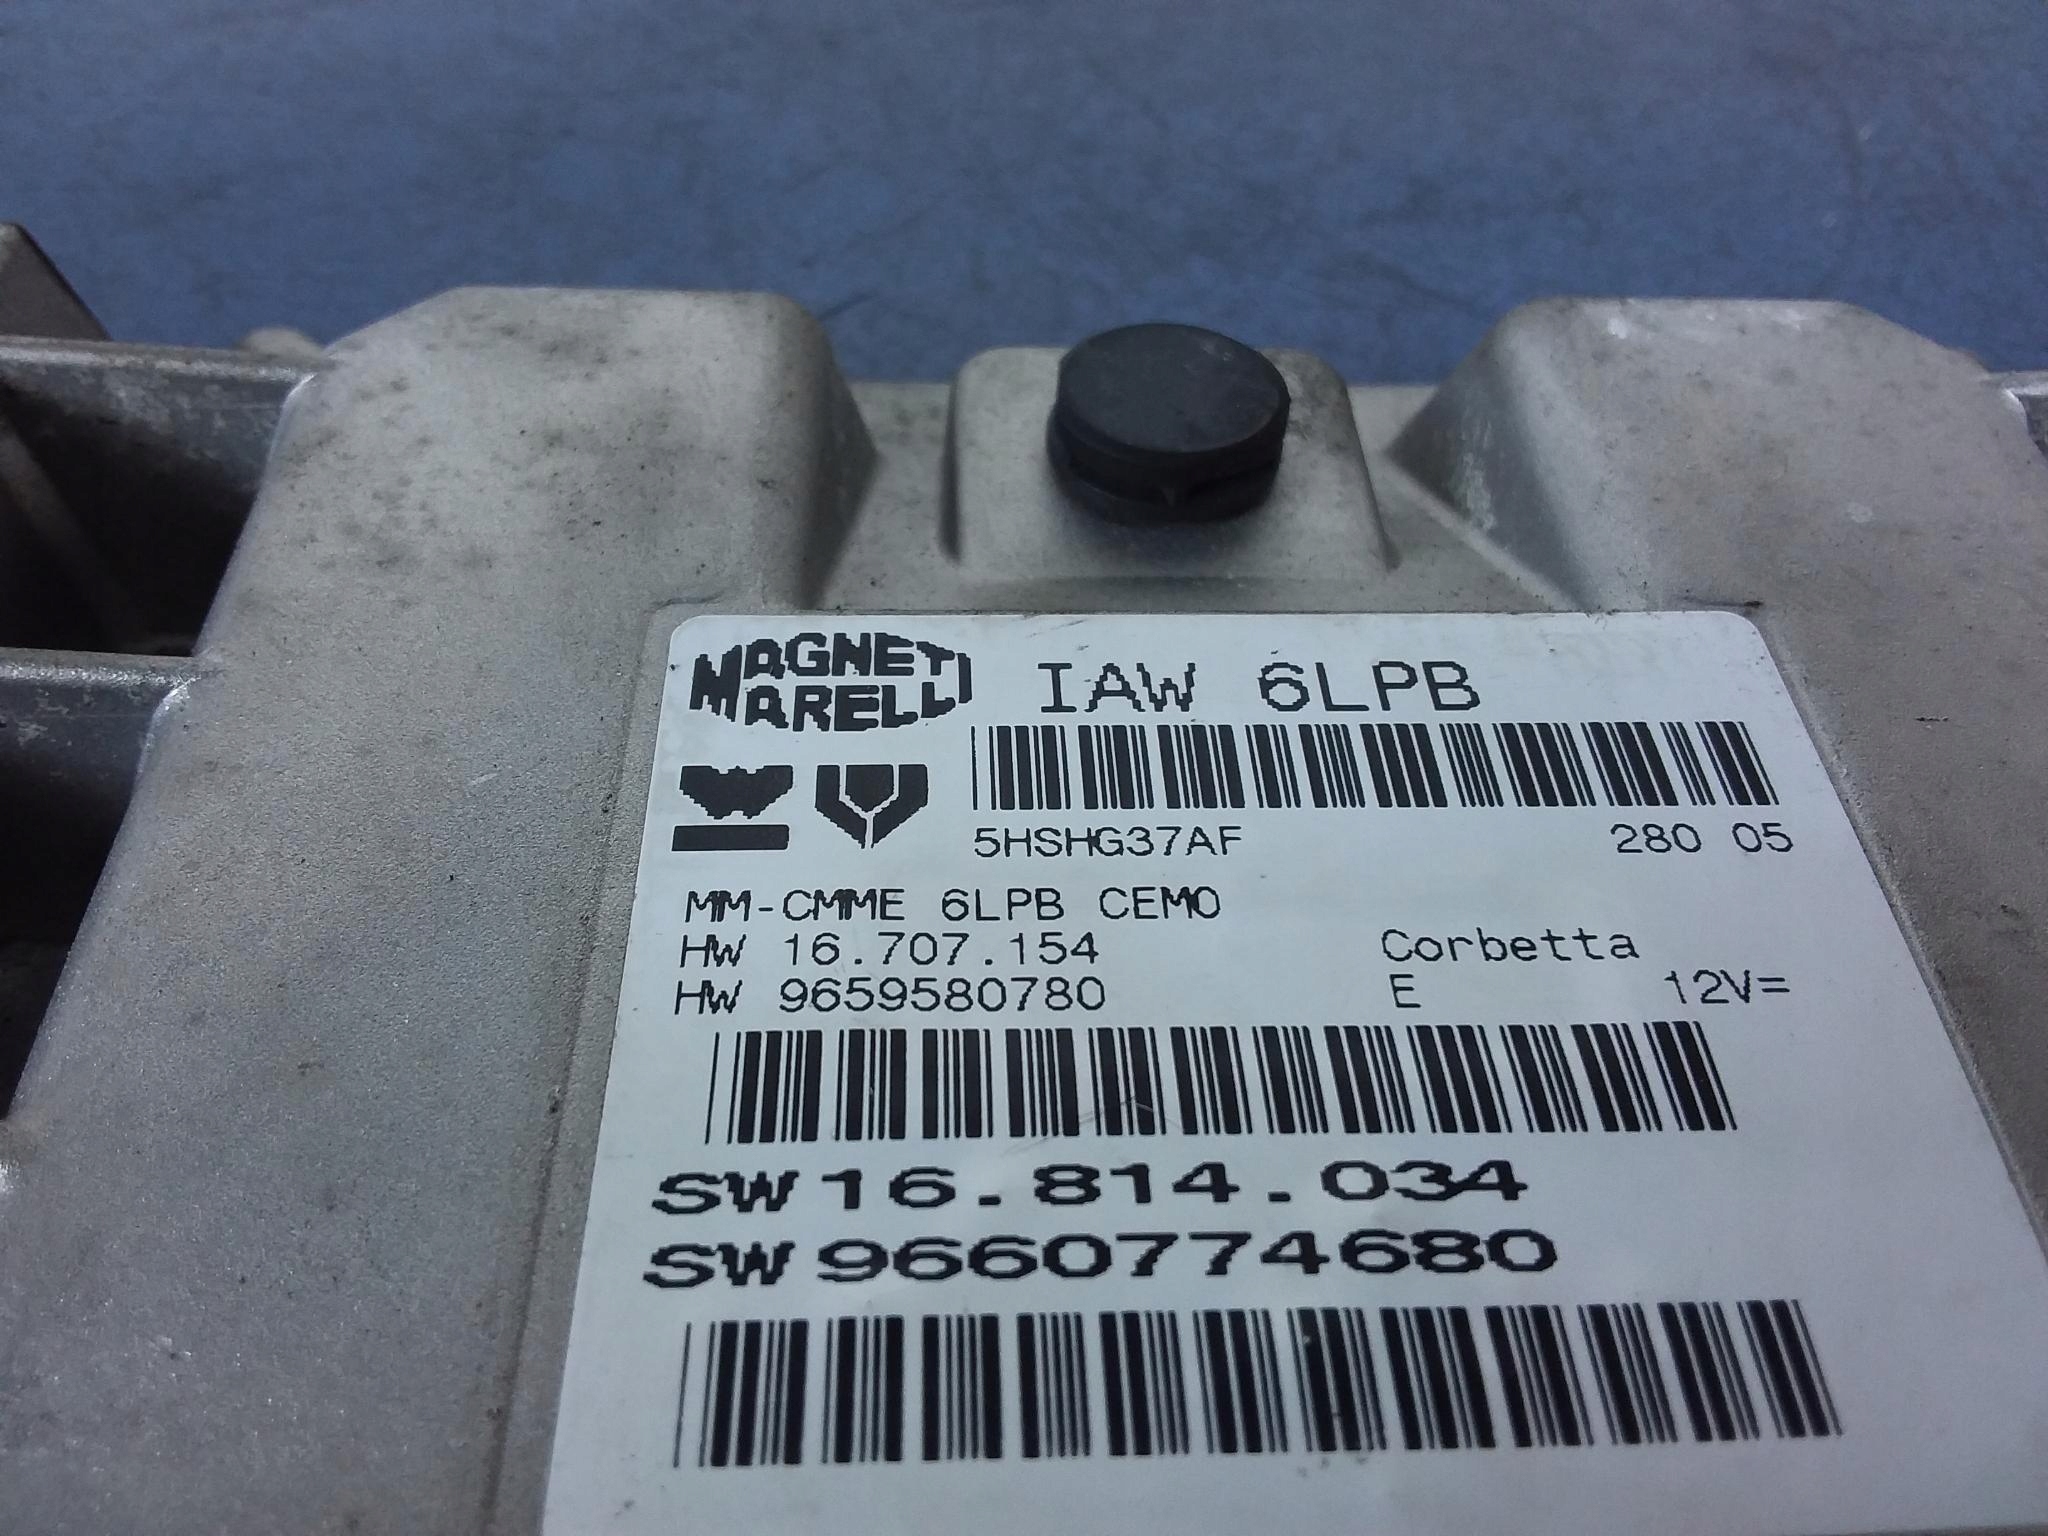 MAGNETI
MARELLI
IAW 6LPB
5HSHG37AF 280 05
MM-CMME 6LPB CEMO
HW 16.707.154 Corbetta
HW 9659580780 E 12V=
SW16.814.034
SW9660774680